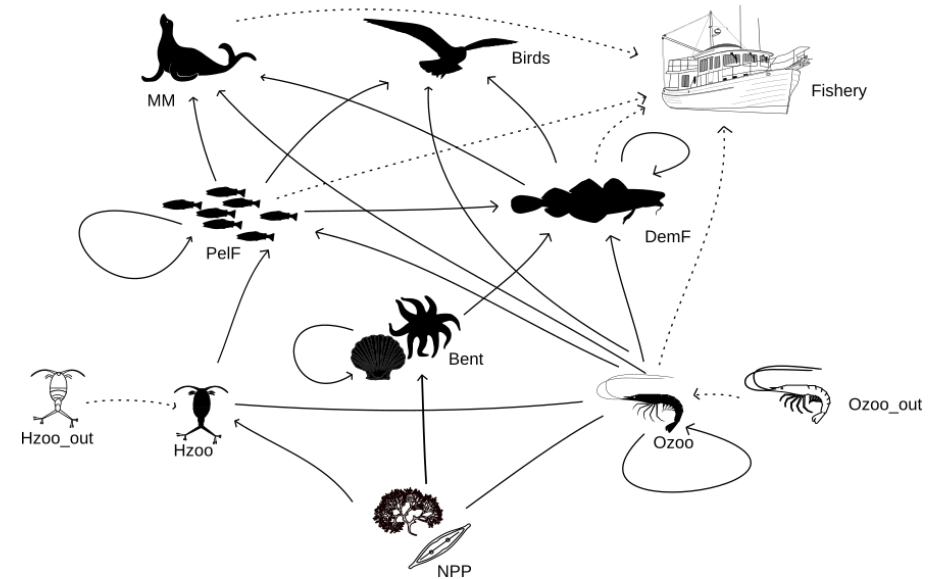 Birds
Fishery
MM
PelF
DemF
Bent
Hzoo_out
Hzoo
Ozoo
Ozoo_out
NPP